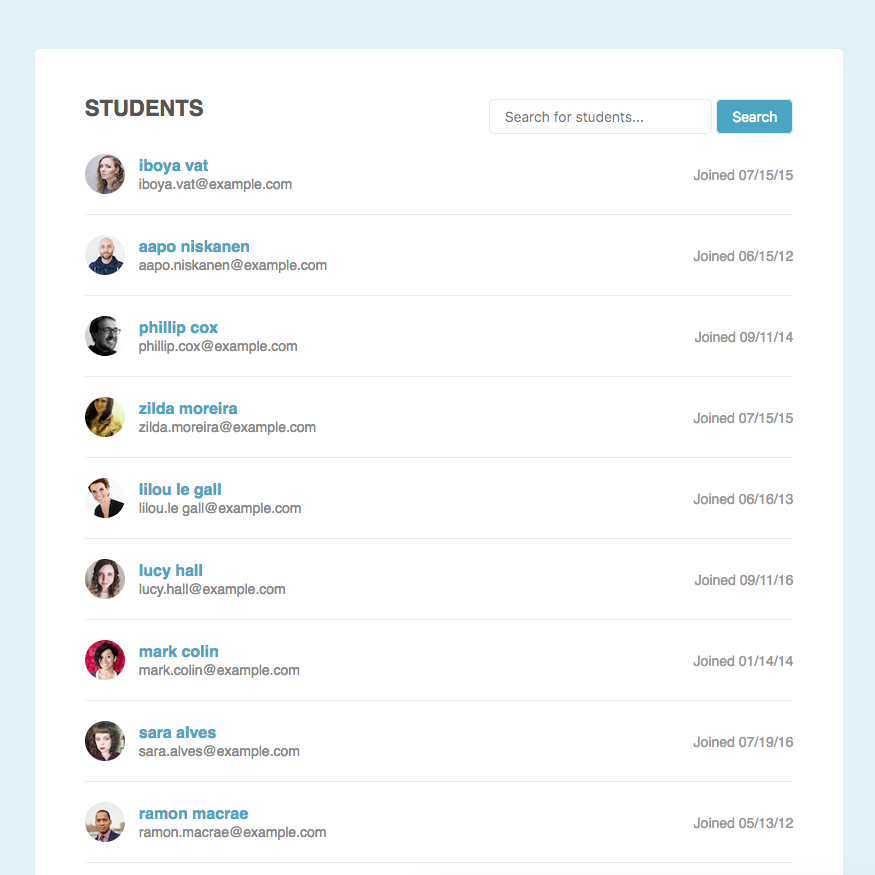 STUDENTS
Search for students...
Search
iboya vat
iboya.vat@example.com
Joined 07/15/15
aapo niskanen
aapo.niskanen@example.com
Joined 06/15/12
phillip cox
phillip.cox@example.com
Joined 09/11/14
zilda moreira
zilda.moreira@example.com
Joined 07/15/15
lilou le gall
lilou.le gall@example.com
Joined 06/16/13
lucy hall
lucy.hall@example.com
Joined 09/11/16
mark colin
mark.colin@example.com
Joined 01/14/14
sara alves
sara.alves@example.com
Joined 07/19/16
ramon macrae
ramon.macrae@example.com
Joined 05/13/12